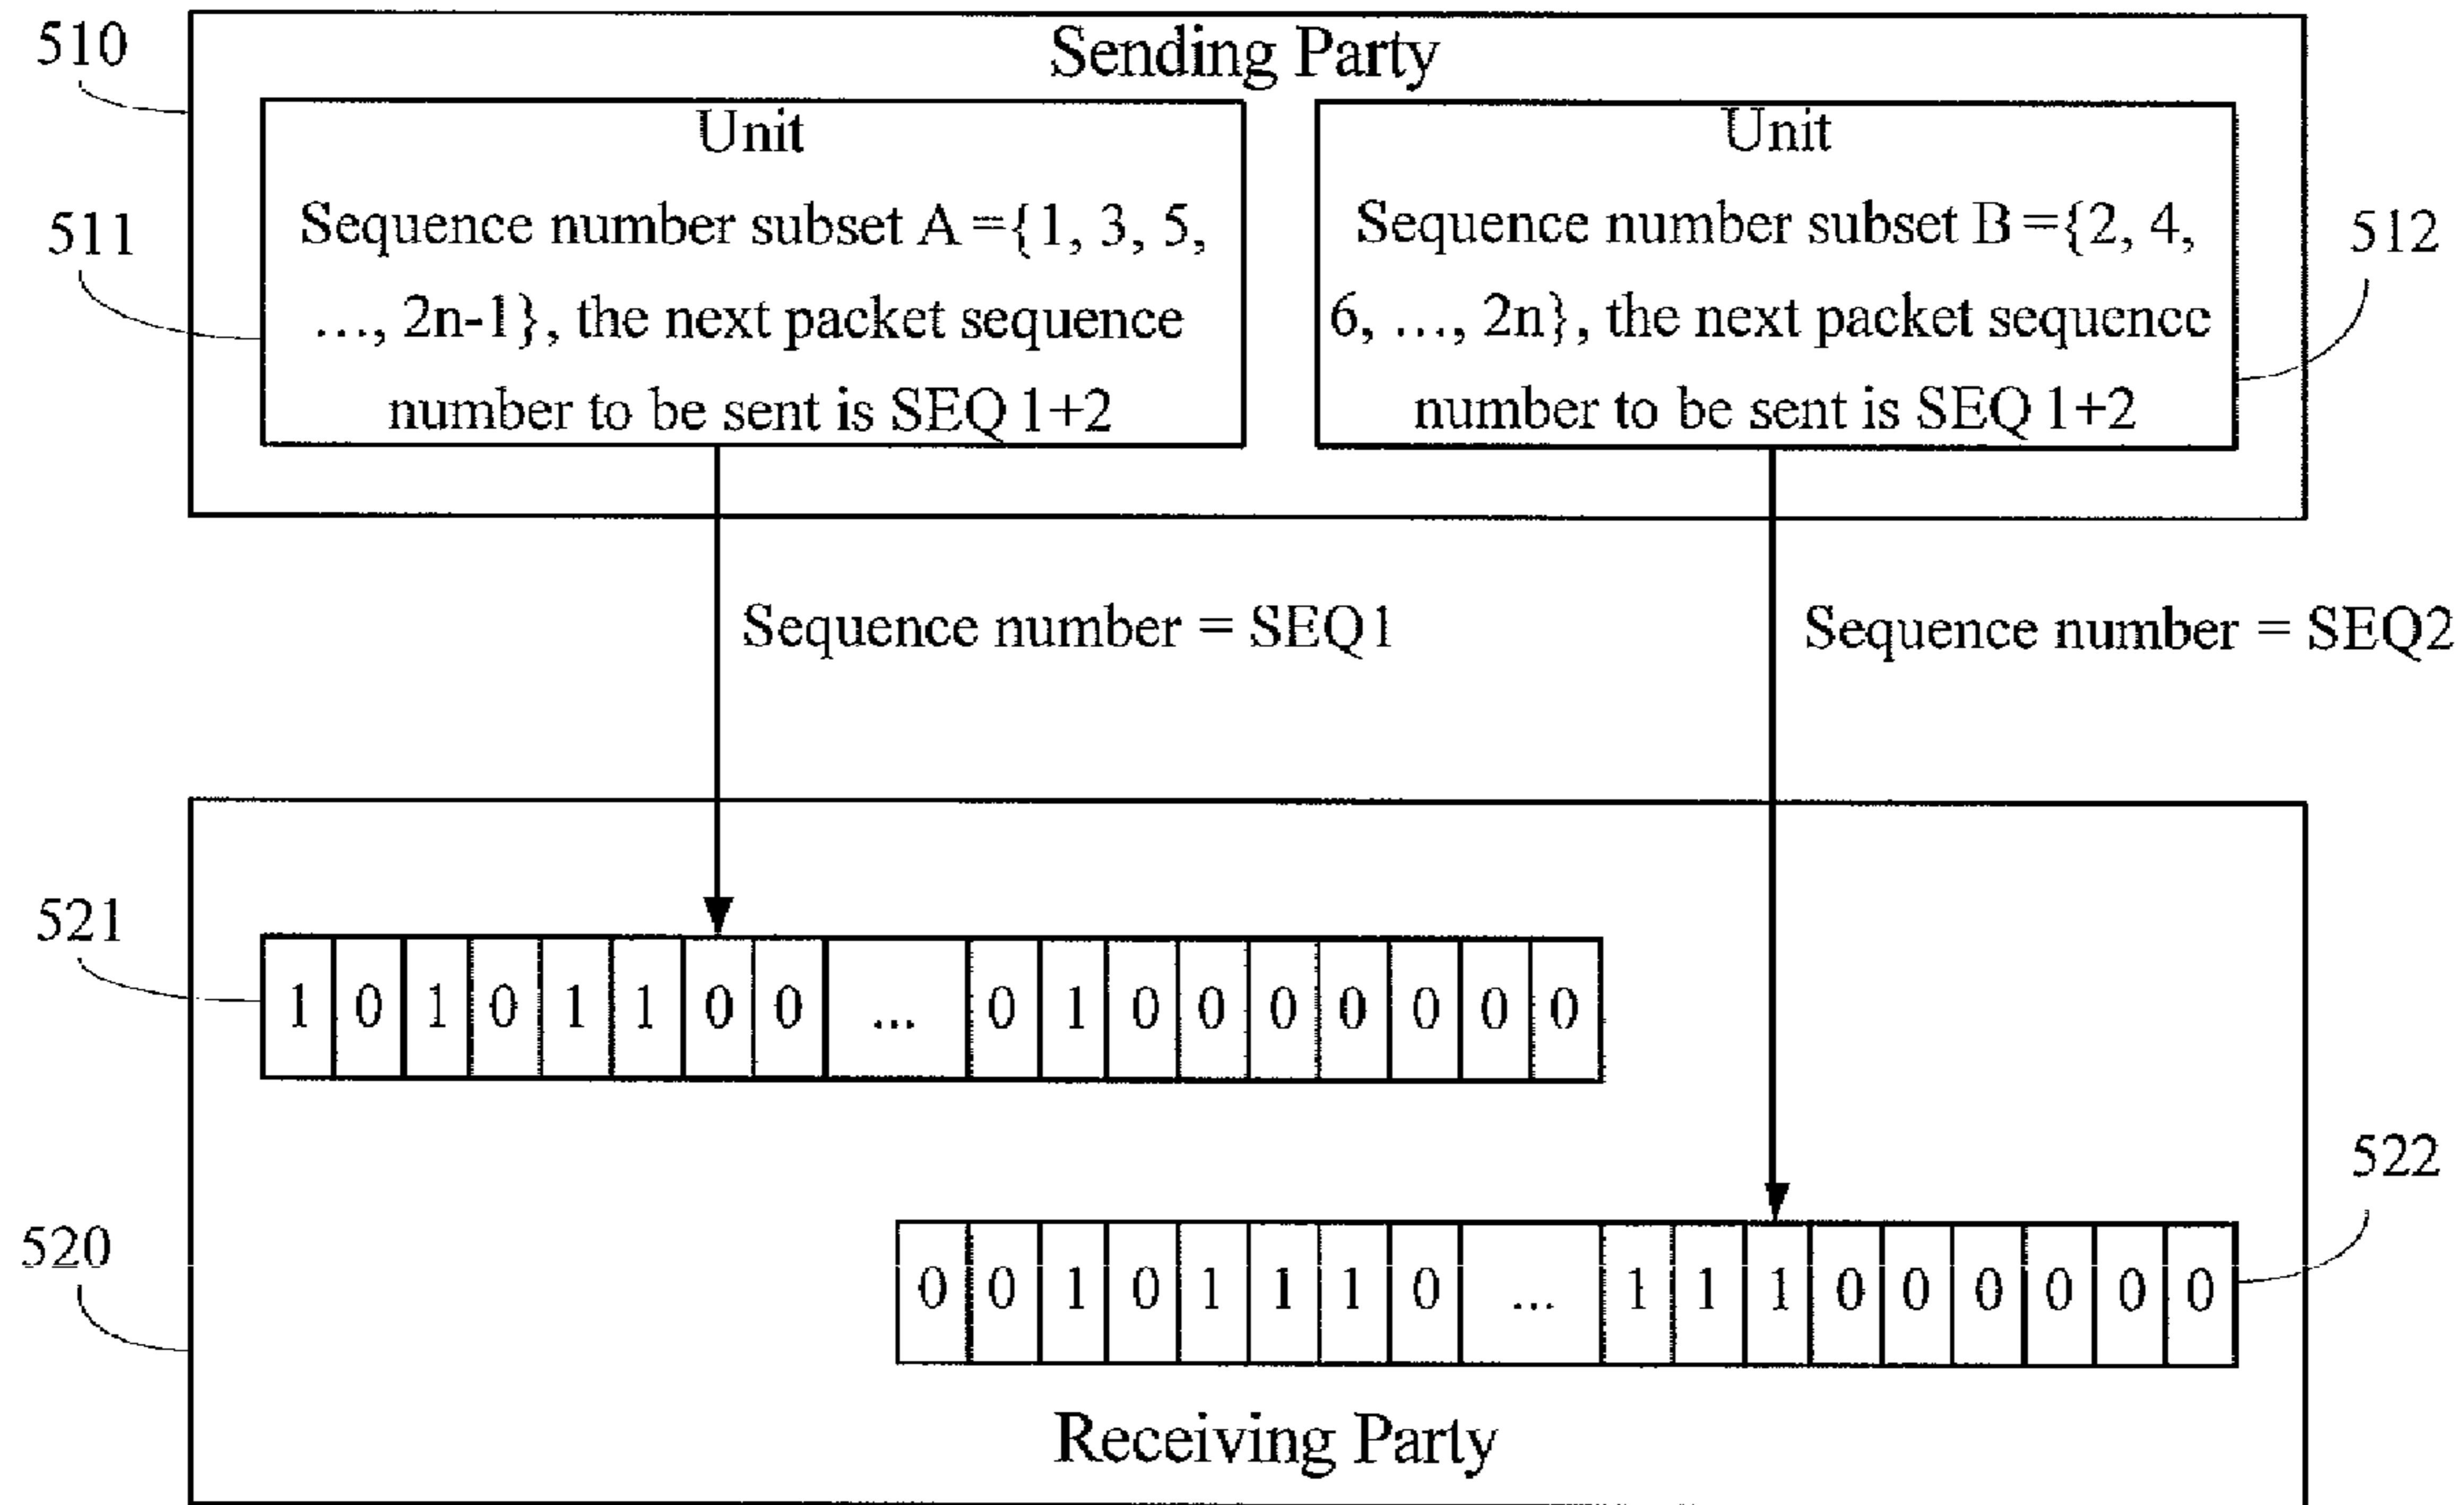 510
Sending Party
Unit
Sequence number subset A ={1, 3, 5,
..., 2n-1}, the next packet sequence
number to be sent is SEQ 1+2
511
Unit
Sequence number subset B ={2, 4,
6, ..., 2n}, the next packet sequence
number to be sent is SEQ 1+2
512
Sequence number = SEQ1
Sequence number = SEQ2
521
1 0 1 0 1 1 0 0 ... 0 1 0 0 0 0 0 0 0
522
520
0 0 1 0 1 1 1 0 ... 1 1 1 0 0 0 0 0 0
Receiving Party